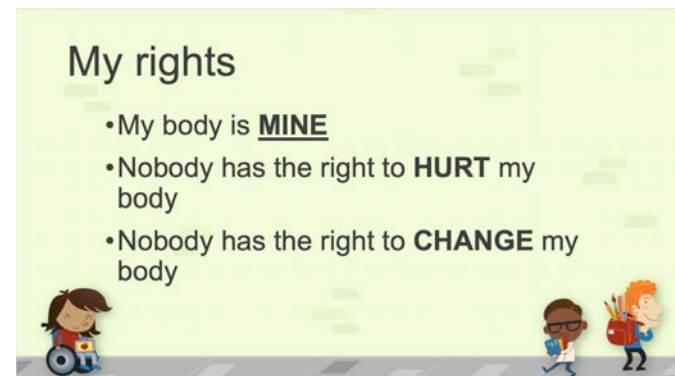 My rights
•My body is MINE
•Nobody has the right to HURT my
body
•Nobody has the right to CHANGE my
body